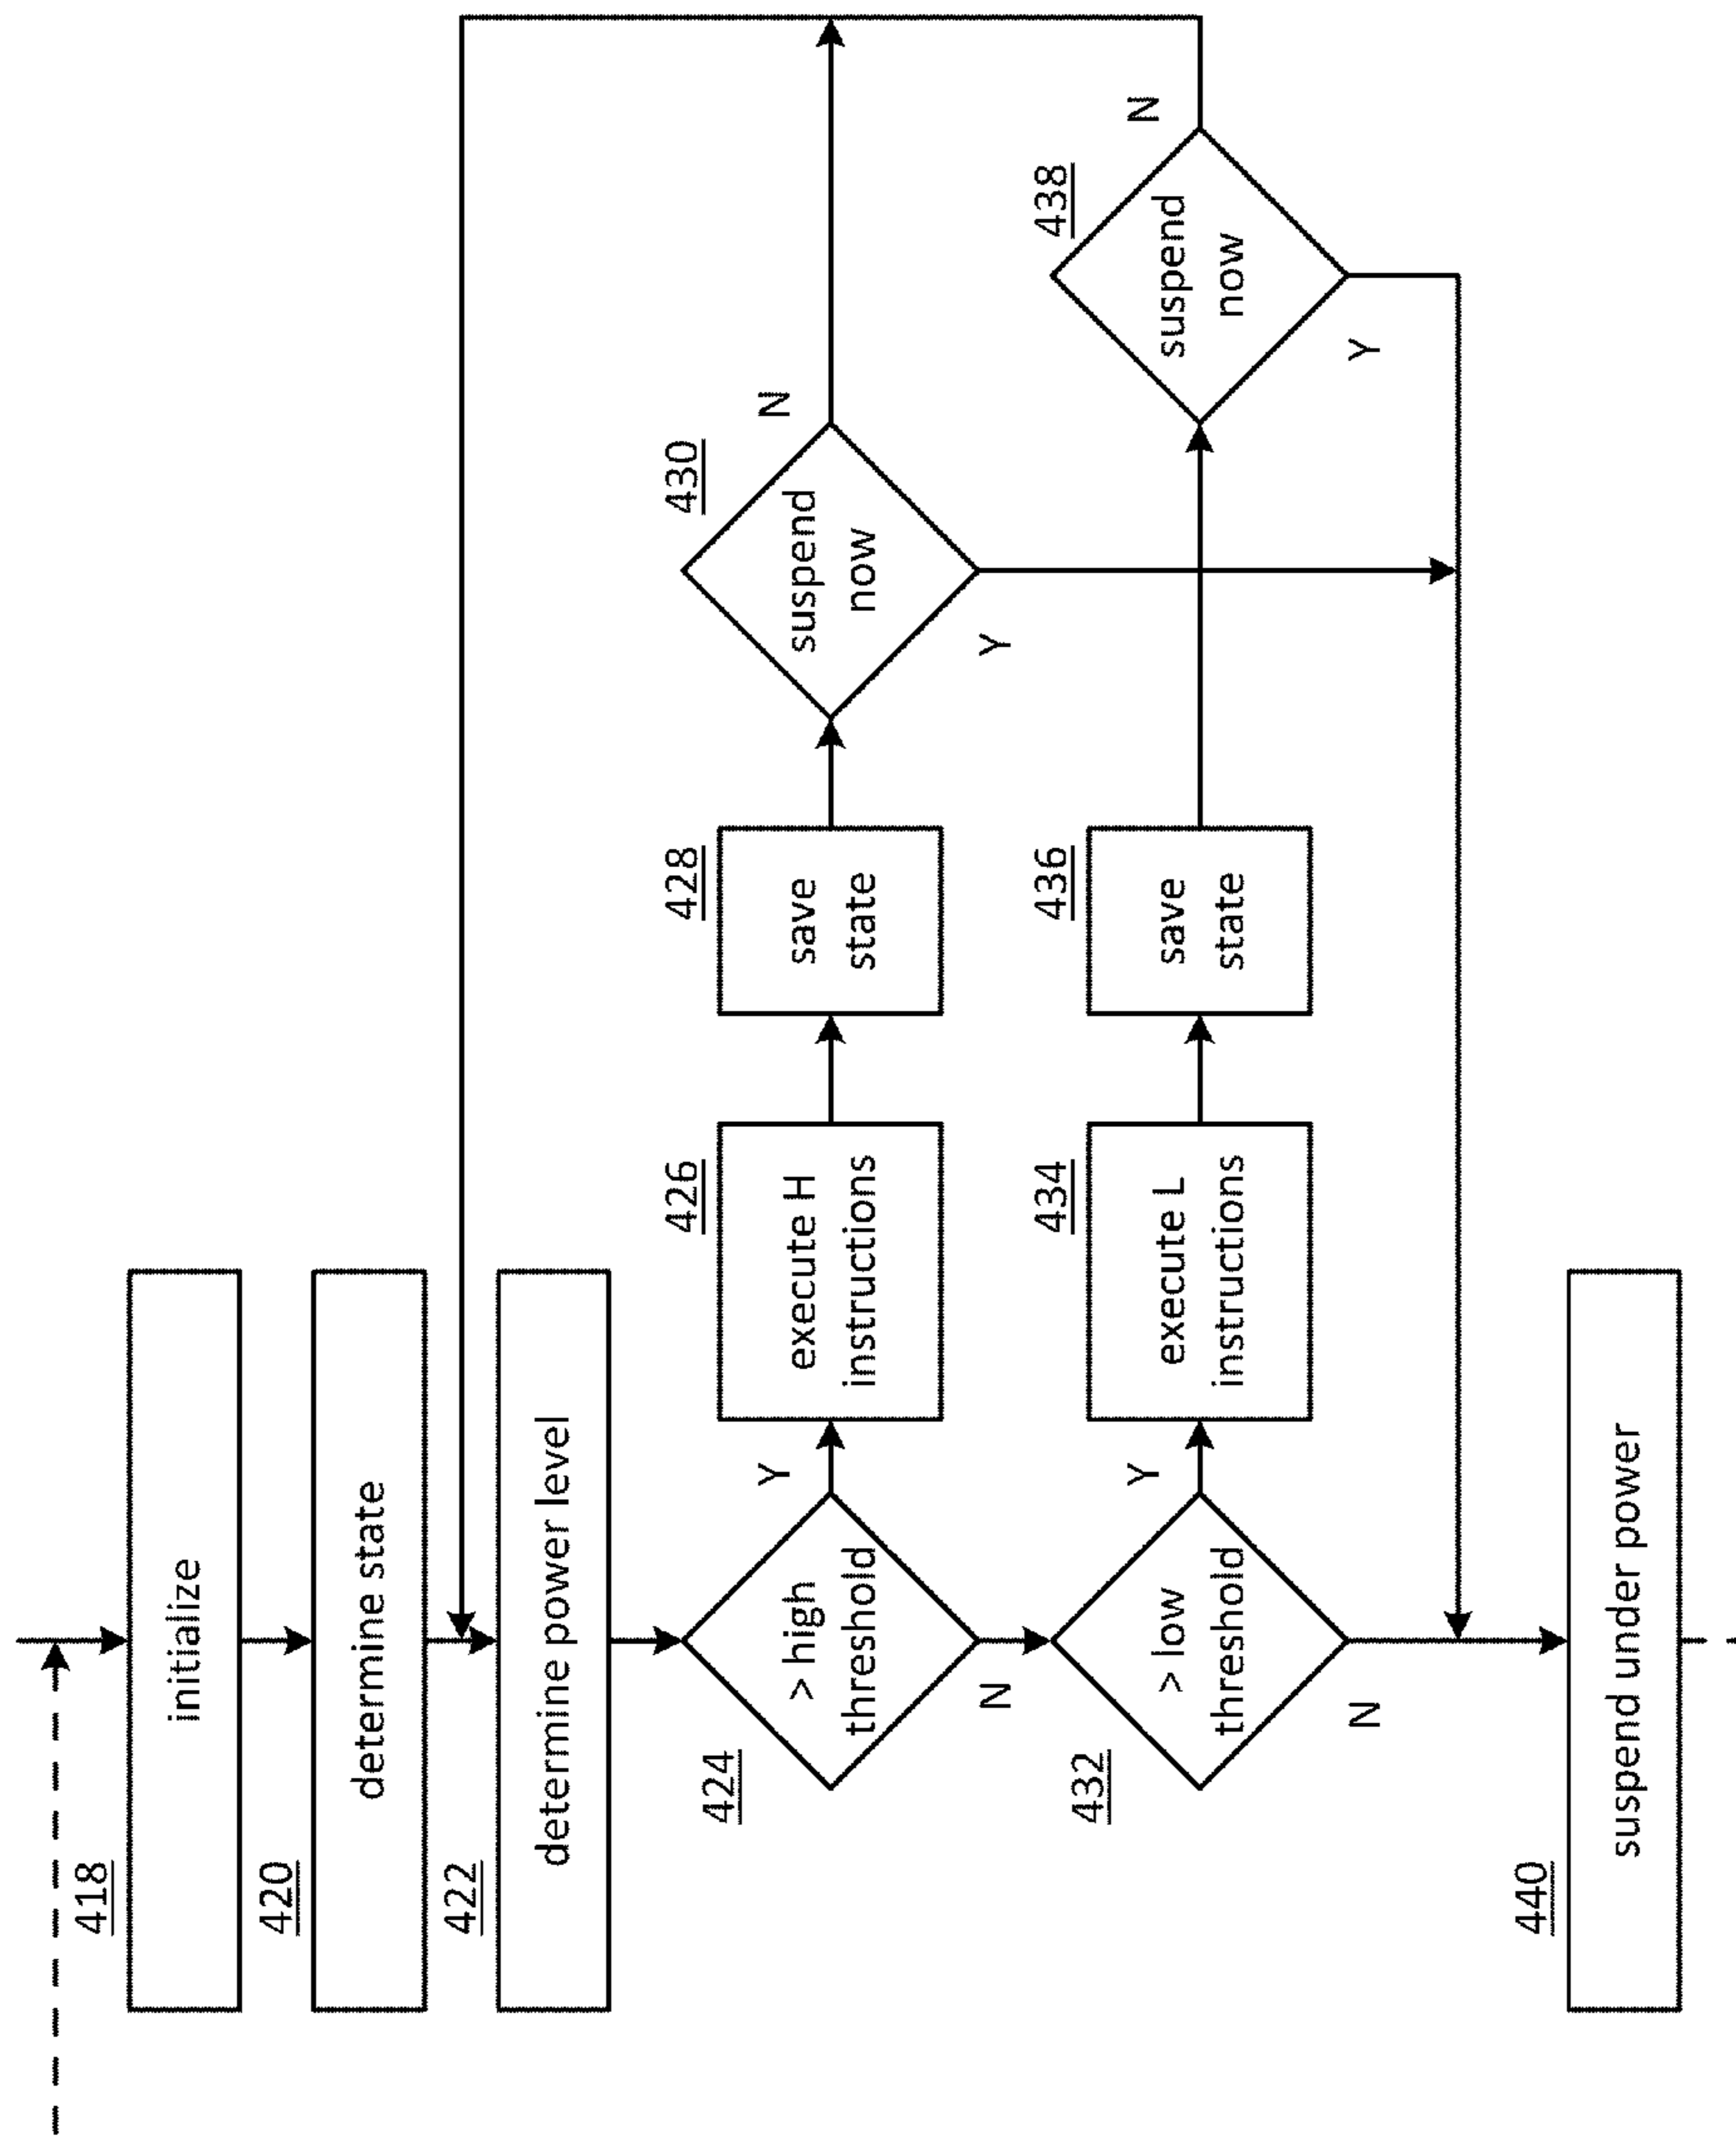 418
initialize
420
determine state
422
determine power level
424
> high
threshold
Y
N
426
execute H
instructions
428
save
state
430
suspend
now
N
Y
432
> low
threshold
Y
N
434
execute L
instructions
436
save
state
438
suspend
now
N
Y
440
suspend under power